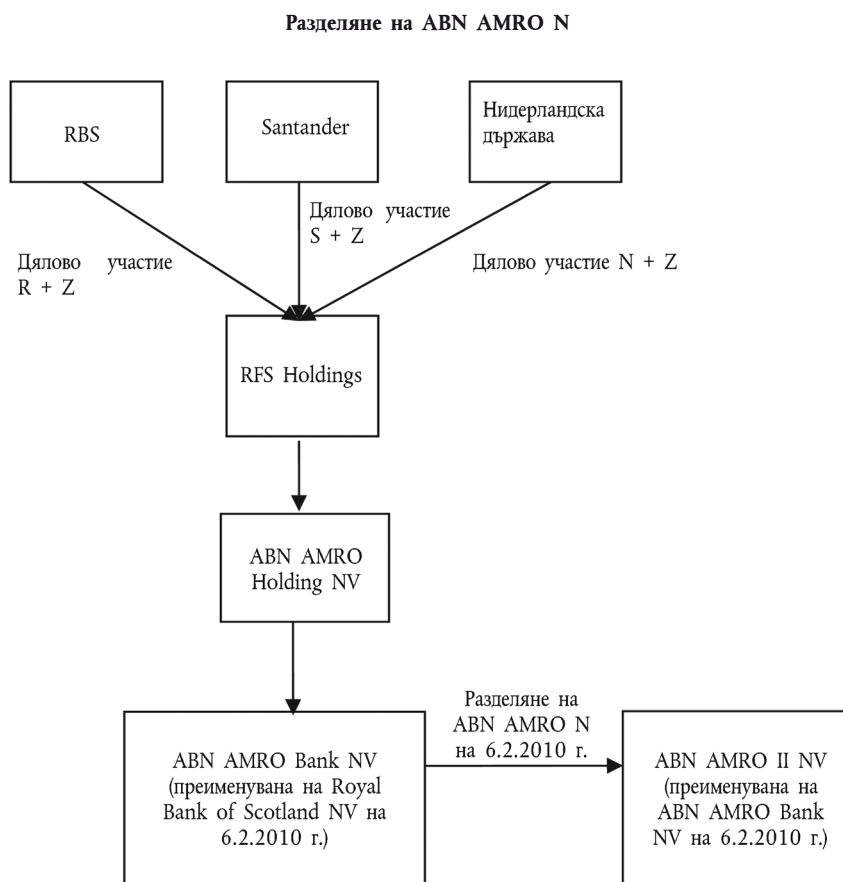 Разделяне на ABN AMRO N
RBS
Santander
Нидерландска
държава
Дялово участие
S + Z
Дялово участие
R + Z
Дялово участие N + Z
RFS Holdings
ABN AMRO
Holding NV
Разделяне на
ABN AMRO N
на 6.2.2010 г.
ABN AMRO Bank NV
(преименувана на Royal
Bank of Scotland NV на
6.2.2010 г.)
ABN AMRO II NV
(преименувана на
ABN AMRO Bank
NV на 6.2.2010 г.)